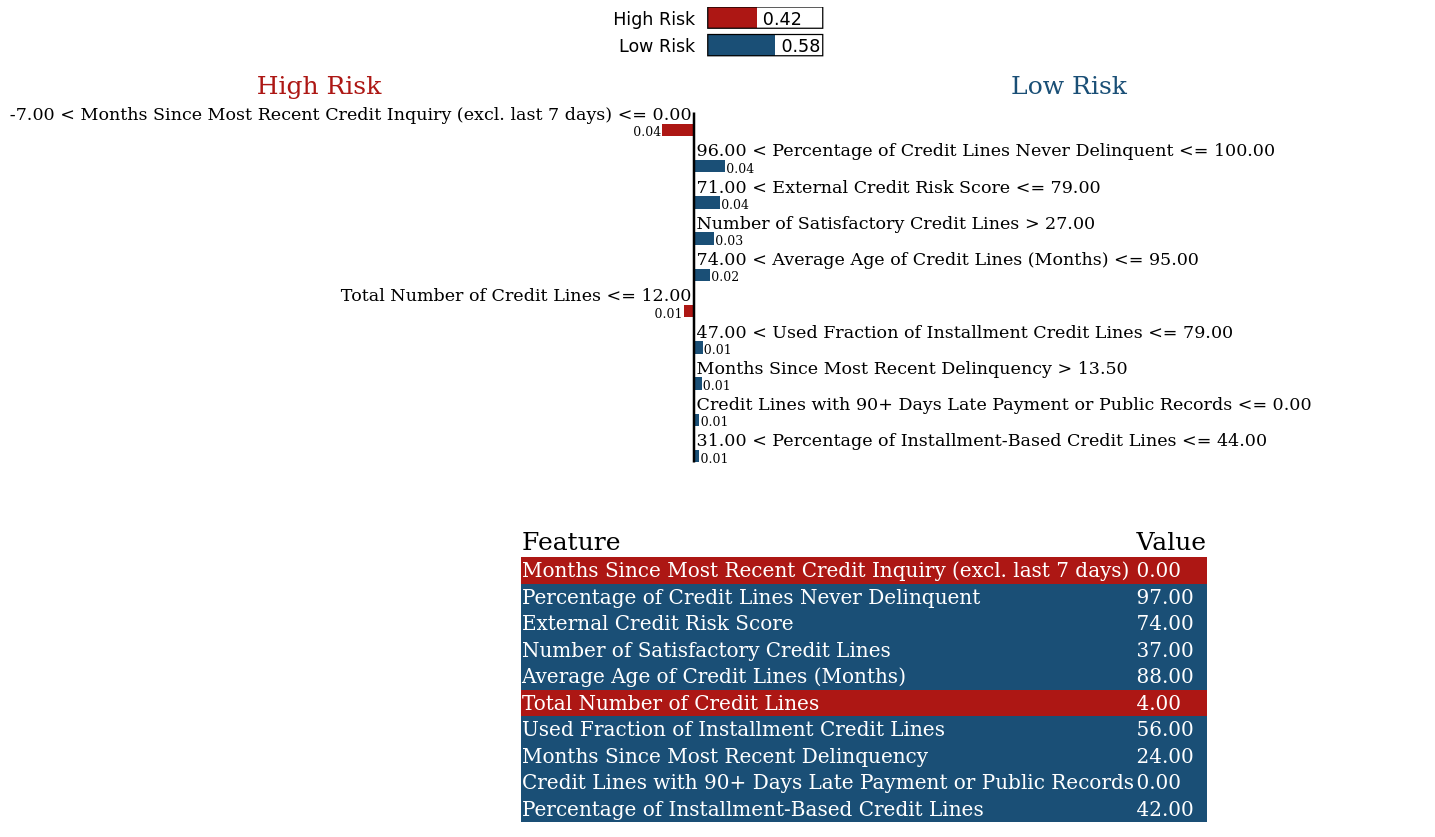 High Risk 0.42
Low Risk 0.58
High Risk Low Risk
-7.00 < Months Since Most Recent Credit Inquiry (excl. last 7 days) <= 0.00
0.04
96.00 < Percentage of Credit Lines Never Delinquent <= 100.00
0.04
71.00 < External Credit Risk Score <= 79.00
0.04
Number of Satisfactory Credit Lines > 27.00
0.03
74.00 < Average Age of Credit Lines (Months) <= 95.00
0.02
Total Number of Credit Lines <= 12.00
0.01
47.00 < Used Fraction of Installment Credit Lines <= 79.00
0.01
Months Since Most Recent Delinquency > 13.50
0.01
Credit Lines with 90+ Days Late Payment or Public Records <= 0.00
0.01
31.00 < Percentage of Installment-Based Credit Lines <= 44.00
0.01
Feature Value
Months Since Most Recent Credit Inquiry (excl. last 7 days) 0.00
Percentage of Credit Lines Never Delinquent 97.00
External Credit Risk Score 74.00
Number of Satisfactory Credit Lines 37.00
Average Age of Credit Lines (Months) 88.00
Total Number of Credit Lines 4.00
Used Fraction of Installment Credit Lines 56.00
Months Since Most Recent Delinquency 24.00
Credit Lines with 90+ Days Late Payment or Public Records 0.00
Percentage of Installment-Based Credit Lines 42.00